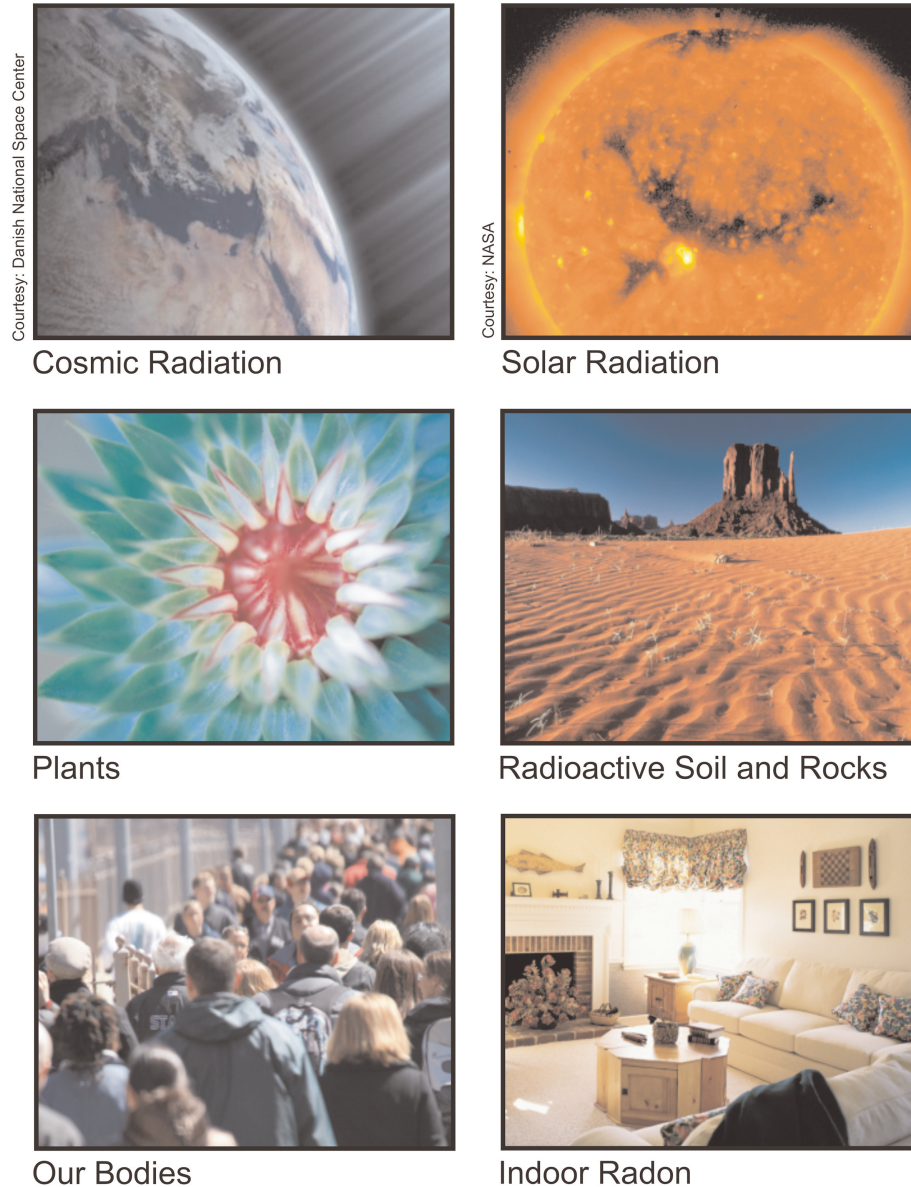 Courtesy: Danish National Space Center
Courtesy: NASA
Cosmic Radiation
Solar Radiation
Plants
Radioactive Soil and Rocks
STA
Our Bodies
Indoor Radon